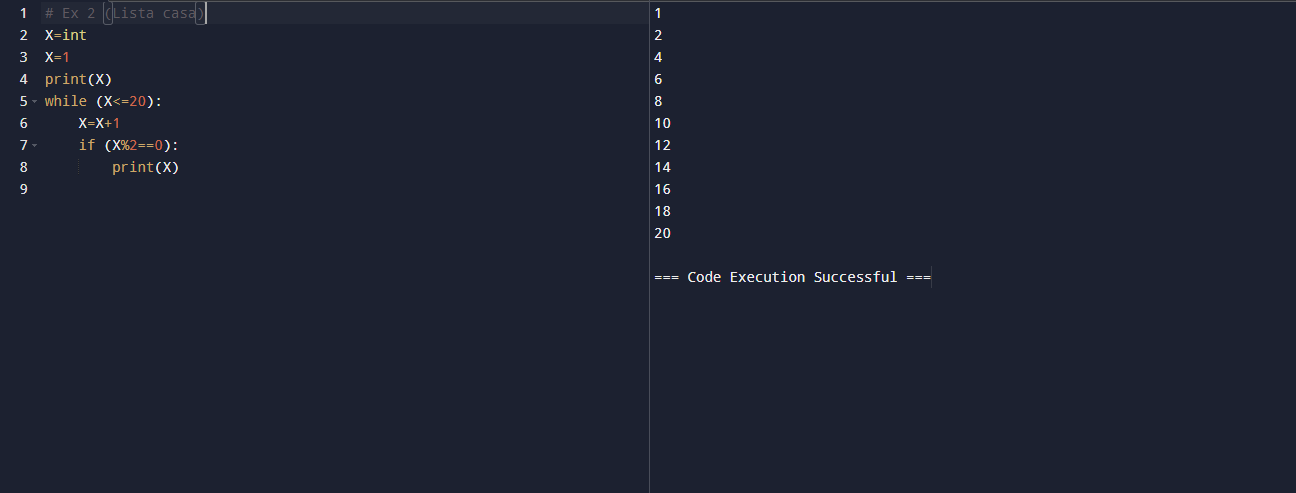 1 # Ex 2 (Lista casa)
2 X=int
3 X=1
4 print(X)
5 while (X<=20):
6     X=X+1
7     if (X%2==0):
8         print(X)
9
1
2
4
6
8
10
12
14
16
18
20
=== Code Execution Successful ===